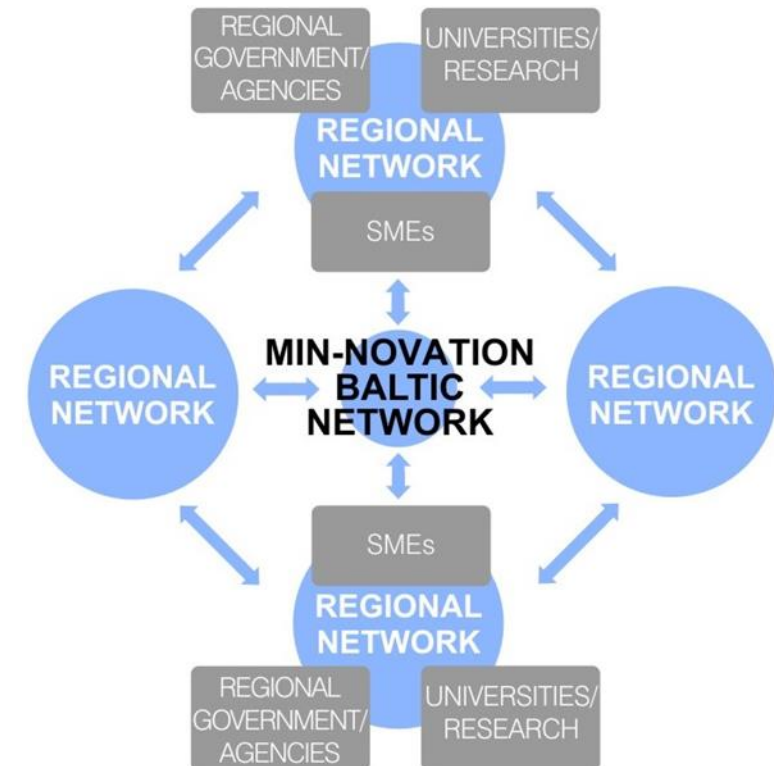 REGIONAL
GOVERNMENT/
AGENCIES
UNIVERSITIES/
RESEARCH
REGIONAL
NETWORK
SMEs
REGIONAL
NETWORK
MIN-NOVATION
BALTIC
NETWORK
REGIONAL
NETWORK
SMEs
REGIONAL
NETWORK
REGIONAL
GOVERNMENT/
AGENCIES
UNIVERSITIES/
RESEARCH